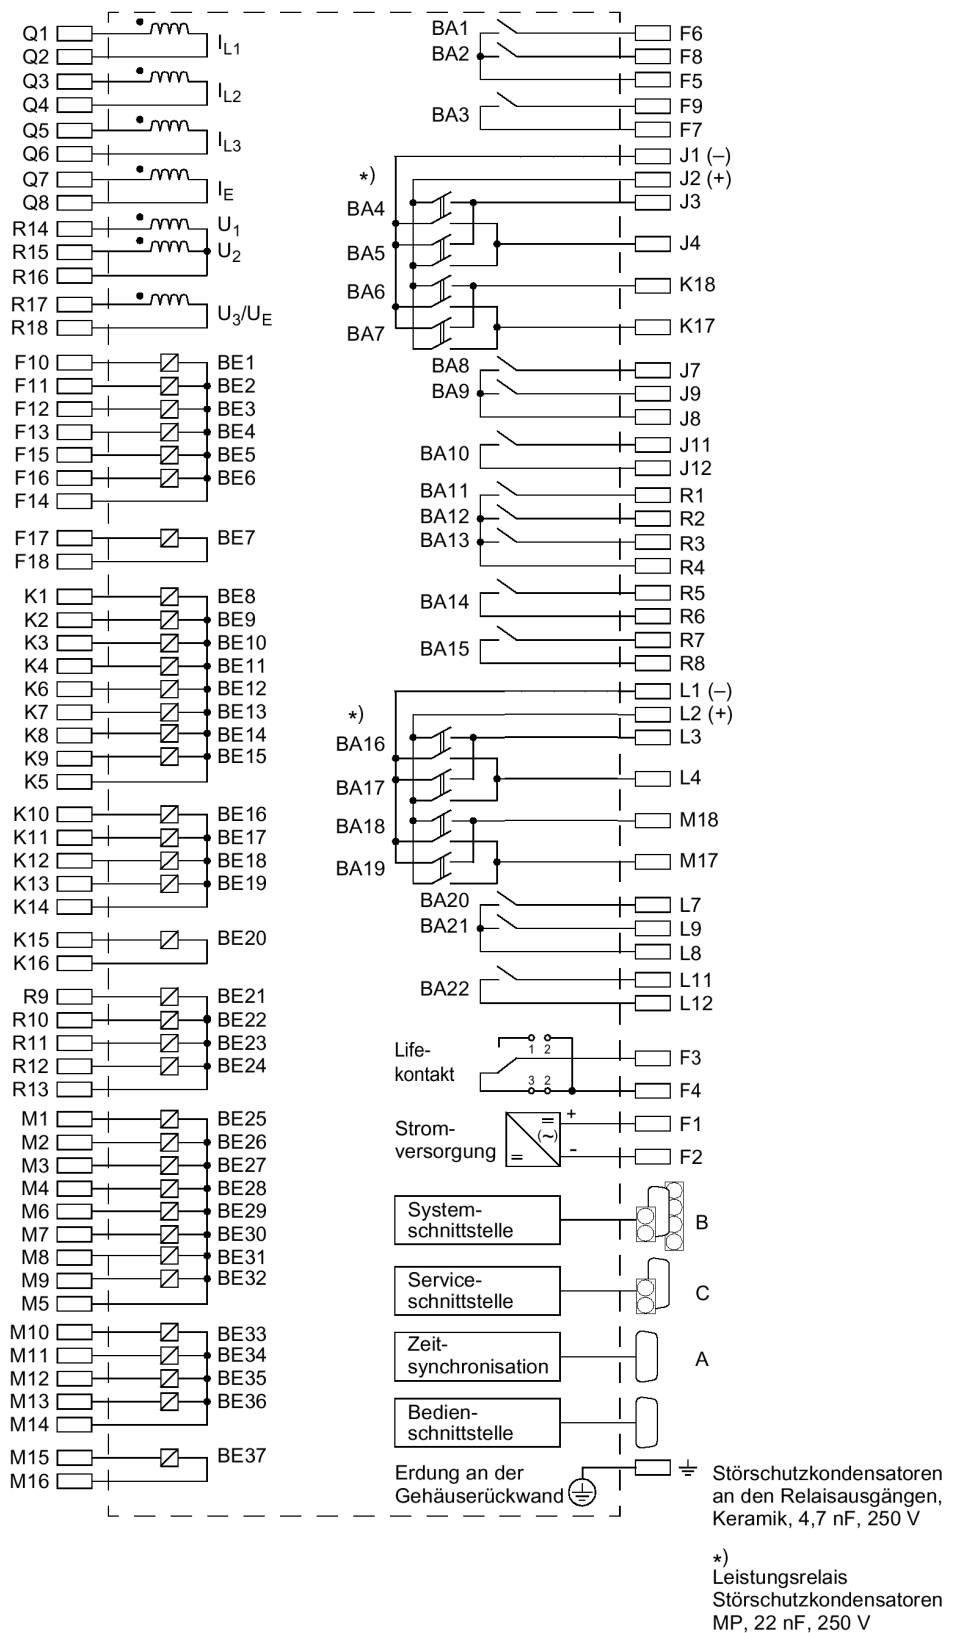 Q1
Q2
I L1
Q3
Q4
I L2
Q5
Q6
I L3
Q7
Q8
I E
R14
U1
R15
U2
R16
R17
R18
U3/UE
F10 BE1
F11 BE2
F12 BE3
F13 BE4
F15 BE5
F16 BE6
F14
F17 BE7
F18
K1 BE8
K2 BE9
K3 BE10
K4 BE11
K6 BE12
K7 BE13
K8 BE14
K9 BE15
K5
K10 BE16
K11 BE17
K12 BE18
K13 BE19
K14
K15 BE20
K16
R9 BE21
R10 BE22
R11 BE23
R12 BE24
R13
M1 BE25
M2 BE26
M3 BE27
M4 BE28
M6 BE29
M7 BE30
M8 BE31
M9 BE32
M5
M10 BE33
M11 BE34
M12 BE35
M13 BE36
M14
M15 BE37
M16
BA1 F6
BA2 F8
F5
BA3 F9
F7
J1 (–)
*) J2 (+)
BA4 J3
BA5 J4
BA6 K18
BA7 K17
BA8 J7
BA9 J9
J8
BA10 J11
J12
BA11 R1
BA12 R2
BA13 R3
R4
BA14 R5
R6
BA15 R7
R8
L1 (–)
*) L2 (+)
BA16 L3
BA17 L4
BA18 M18
BA19 M17
BA20 L7
BA21 L9
L8
BA22 L11
L12
Life-
kontakt
1 2
3 2
F3
F4
Strom-
versorgung
= (~) =
+ F1
- F2
System-
schnittstelle
B
Service-
schnittstelle
C
Zeit-
synchronisation
A
Bedien-
schnittstelle
Erdung an der
Gehäuserückwand
Störschutzkondensatoren
an den Relaisausgängen,
Keramik, 4,7 nF, 250 V
*)
Leistungsrelais
Störschutzkondensatoren
MP, 22 nF, 250 V